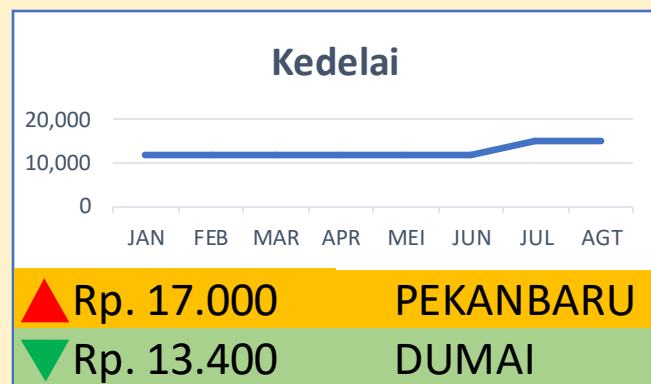 Kedelai
20,000
10,000
0
JAN FEB MAR APR MEI JUN JUL AGT
Rp. 17.000 PEKANBARU
Rp. 13.400 DUMAI